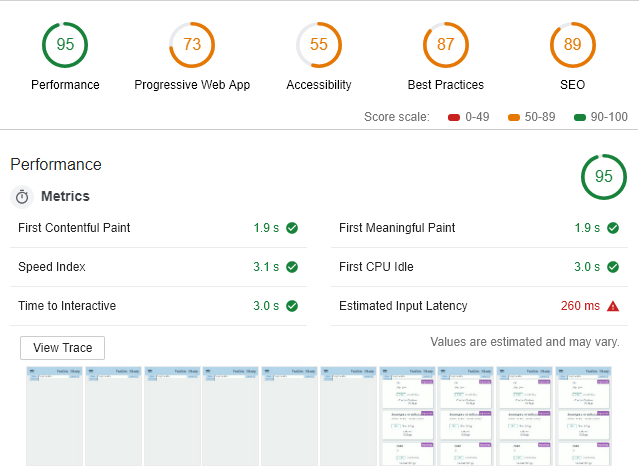 95 73 55 87 89
Performance Progressive Web App Accessibility Best Practices SEO
Score scale: 0-49 50-89 90-100
Performance 95
Metrics
First Contentful Paint 1.9 s First Meaningful Paint 1.9 s
Speed Index 3.1 s First CPU Idle 3.0 s
Time to Interactive 3.0 s Estimated Input Latency 260 ms
View Trace Values are estimated and may vary.